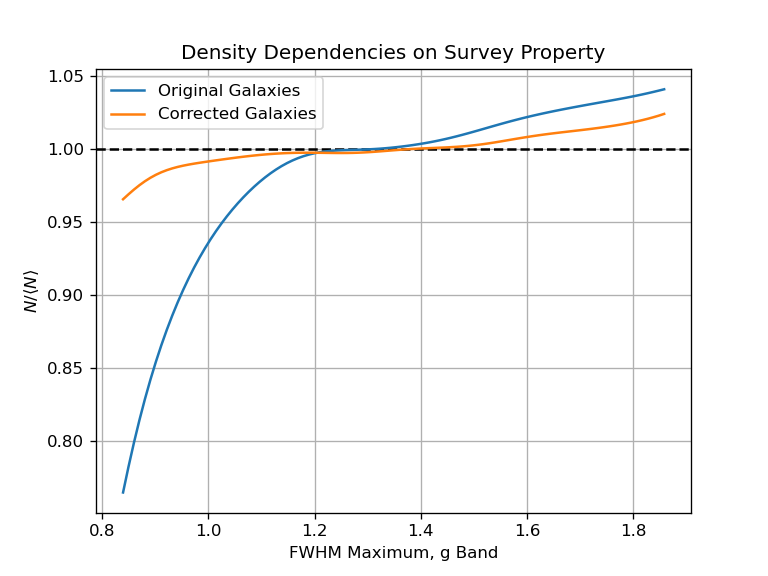 Density Dependencies on Survey Property
Original Galaxies
Corrected Galaxies
1.05
1.00
0.95
0.90
0.85
0.80
N/⟨N⟩
0.8 1.0 1.2 1.4 1.6 1.8
FWHM Maximum, g Band